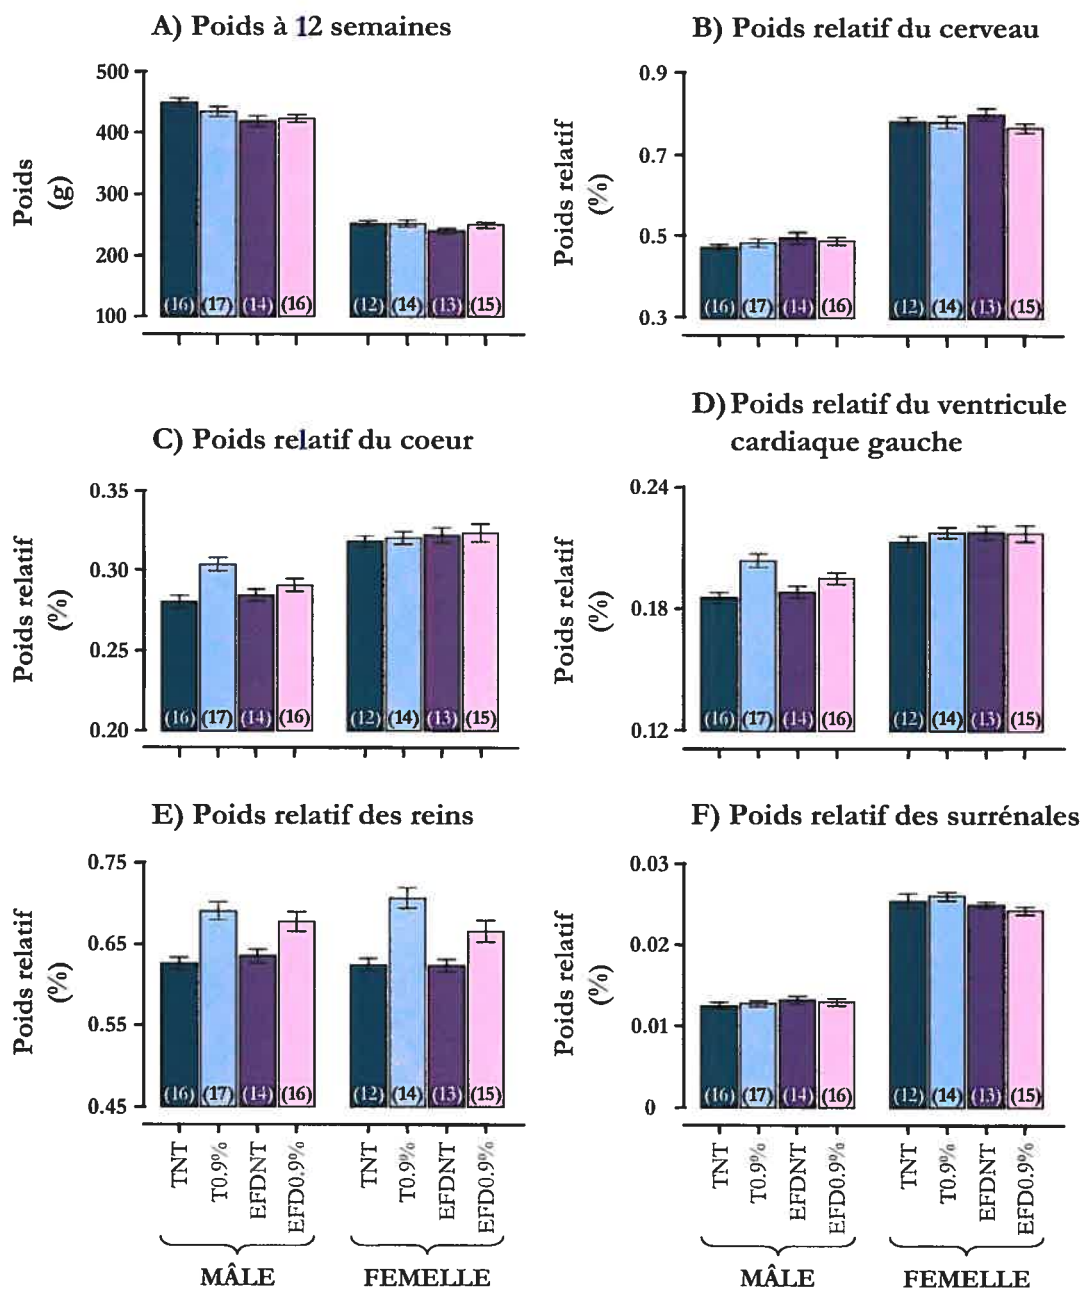 A) Poids à 12 semaines
Poids
(g)
500
400
300
200
100
(16) (17) (14) (16) (12) (14) (13) (15)
B) Poids relatif du cerveau
Poids relatif
(%)
0.9
0.7
0.5
0.3
(16) (17) (14) (16) (12) (14) (13) (15)
C) Poids relatif du coeur
Poids relatif
(%)
0.35
0.30
0.25
0.20
(16) (17) (14) (16) (12) (14) (13) (15)
D) Poids relatif du ventricule
cardiaque gauche
Poids relatif
(%)
0.24
0.18
0.12
(16) (17) (14) (16) (12) (14) (13) (15)
E) Poids relatif des reins
Poids relatif
(%)
0.75
0.65
0.55
0.45
(16) (17) (14) (16) (12) (14) (13) (15)
TNT
T0.9%
EFDNT
EFD0.9%
TNT
T0.9%
EFDNT
EFD0.9%
MÂLE
FEMELLE
F) Poids relatif des surrénales
Poids relatif
(%)
0.03
0.02
0.01
0
(16) (17) (14) (16) (12) (14) (13) (15)
TNT
T0.9%
EFDNT
EFD0.9%
TNT
T0.9%
EFDNT
EFD0.9%
MÂLE
FEMELLE